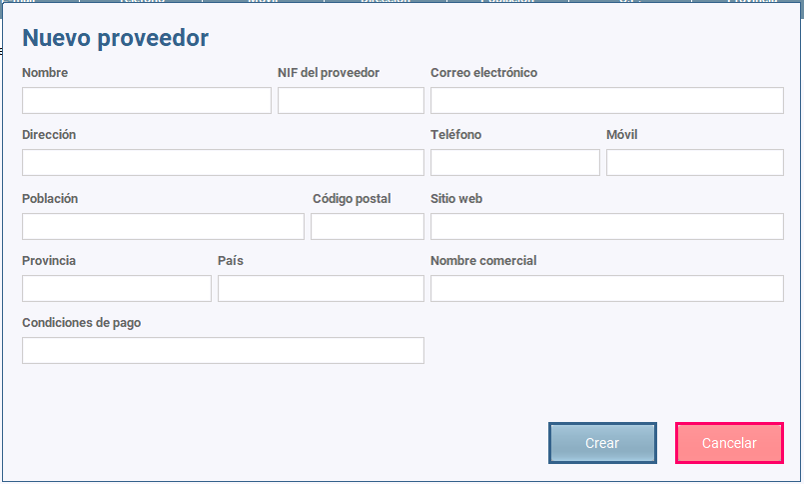 Nuevo proveedor
Nombre NIF del proveedor Correo electrónico
Dirección Teléfono Móvil
Población Código postal Sitio web
Provincia País Nombre comercial
Condiciones de pago
Crear Cancelar